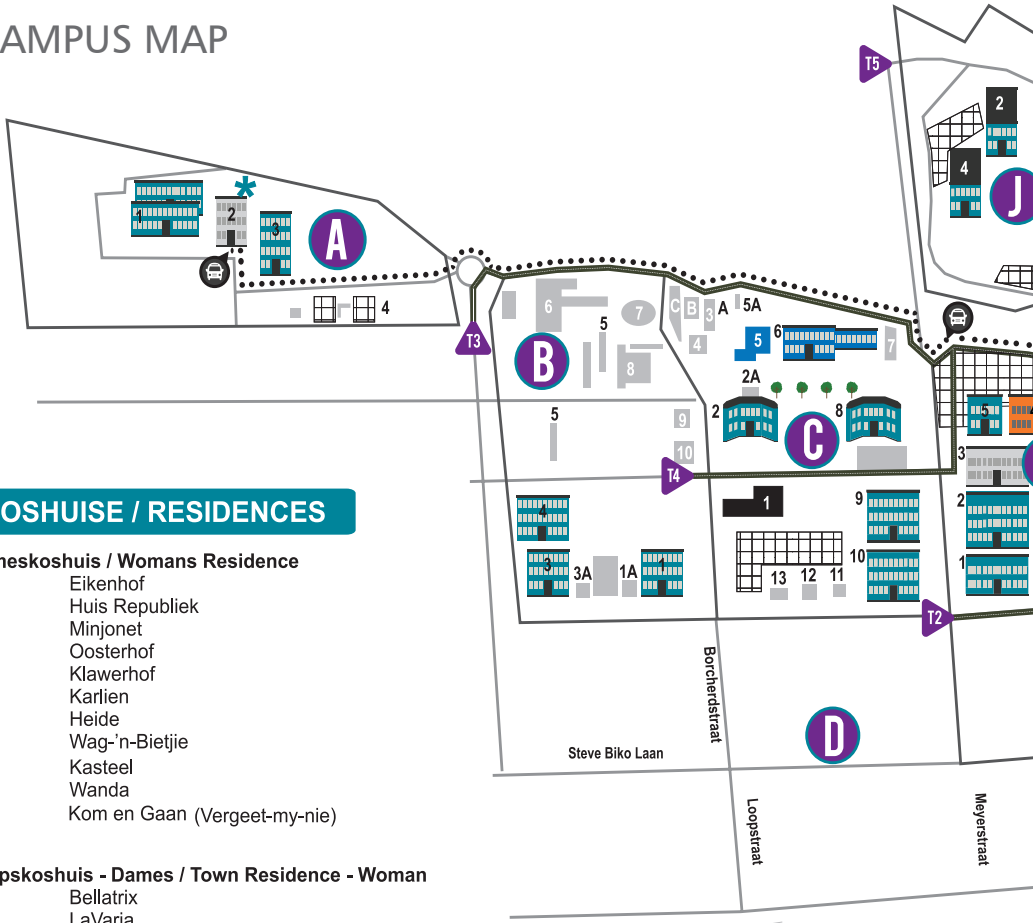 AMPUS MAP
T5
2
4
J
*
1
2
3
A
4
T3
6
5
7
8
B
5
C
B
3
A
4
5A
5
6
7
2A
2
8
C
9
10
T4
5
4
3
2
1
1
9
10
13
12
11
4
3
3A
1A
1
T2
OSHUISE / RESIDENCES
neskoshuis / Womans Residence
Eikenhof
Huis Republiek
Minjonet
Oosterhof
Klawerhof
Karlien
Heide
Wag-'n-Bietjie
Kasteel
Wanda
Kom en Gaan (Vergeet-my-nie)
pskoshuis - Dames / Town Residence - Woman
Bellatrix
LaVaria
Borcherdstraat
D
Steve Biko Laan
Loopstraat
Meyerstraat